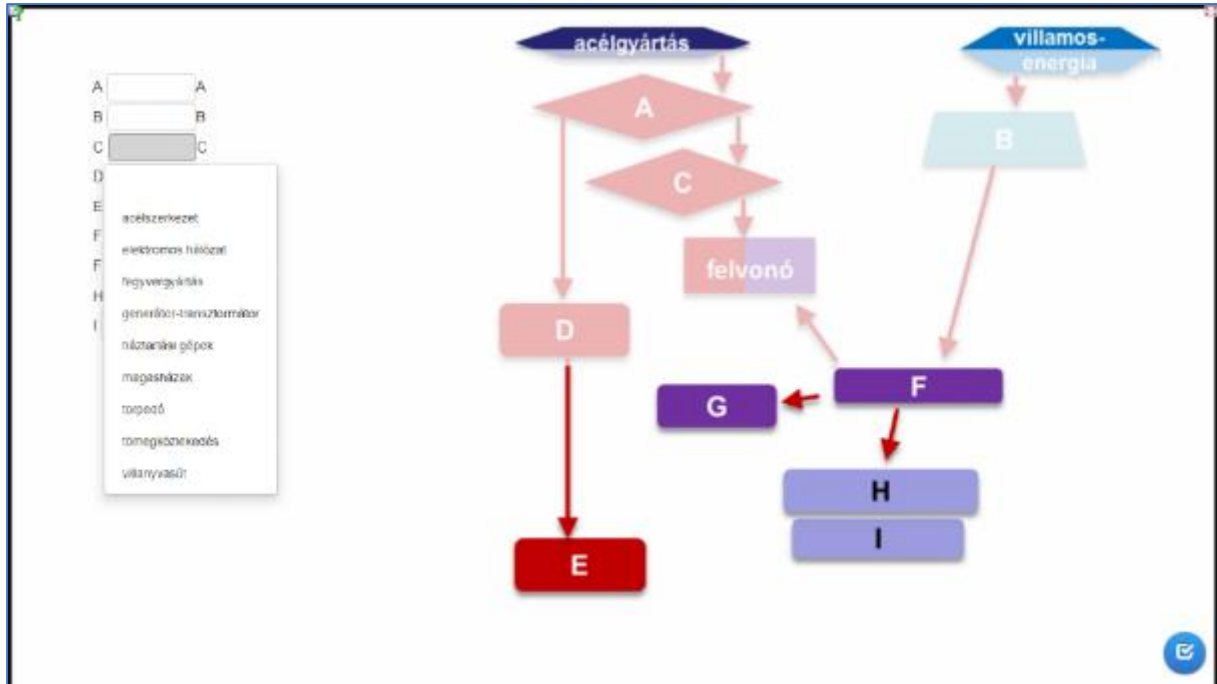 acélgyártás
villamos-
energia
A
A
B
B
C
C
D
E
F
F
H
I
acélszerkezet
elektromos hálózat
fegyvergyártás
generátor-transzformátor
háztartási gépek
magasházak
torpedó
tömegközlekedés
villanyvasút
A
B
C
felvonó
D
F
G
H
I
E